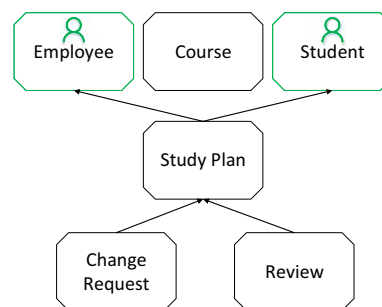 Employee
Course
Student
Study Plan
Change
Request
Review